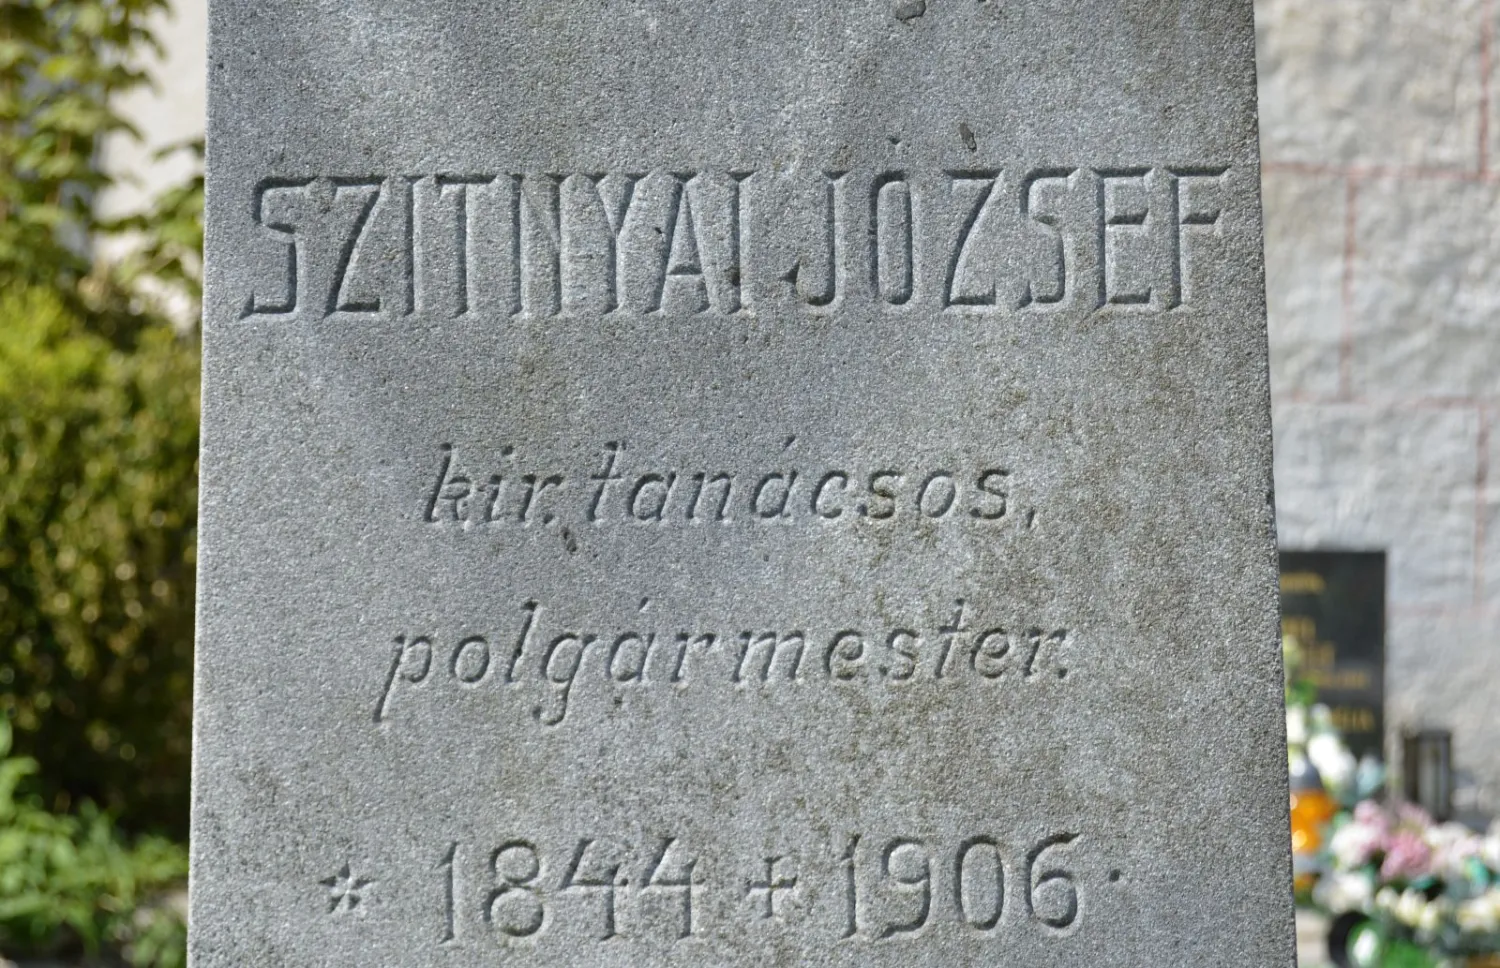 SZITNYAI JÓZSEF
kir. tanácsos,
polgármester.
* 1844 + 1906.